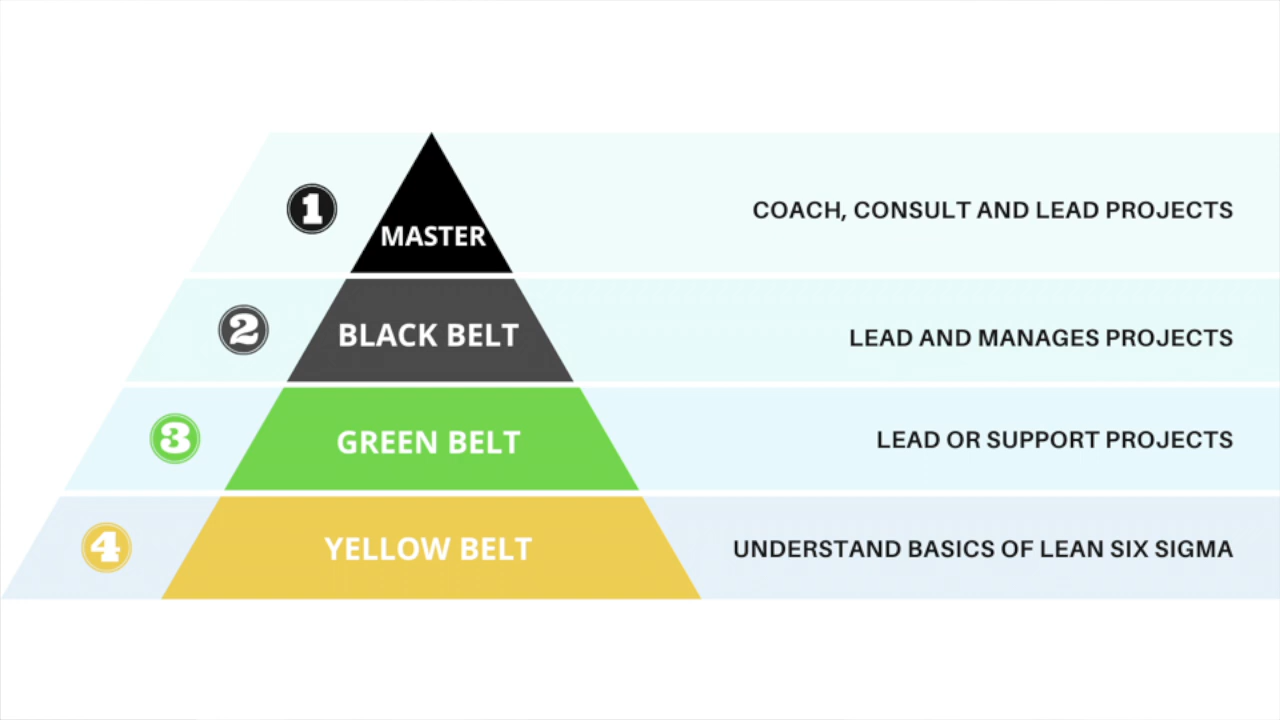 1
MASTER
COACH, CONSULT AND LEAD PROJECTS
2
BLACK BELT
LEAD AND MANAGES PROJECTS
3
GREEN BELT
LEAD OR SUPPORT PROJECTS
4
YELLOW BELT
UNDERSTAND BASICS OF LEAN SIX SIGMA